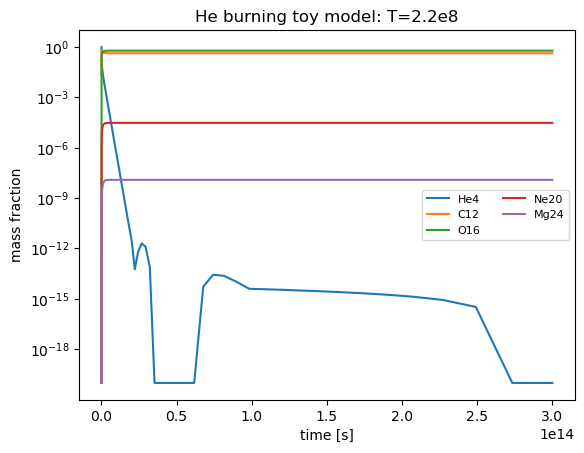 He burning toy model: T=2.2e8
mass fraction
10^0
10^-3
10^-6
10^-9
10^-12
10^-15
10^-18
He4
C12
O16
Ne20
Mg24
0.0 0.5 1.0 1.5 2.0 2.5 3.0
1e14
time [s]